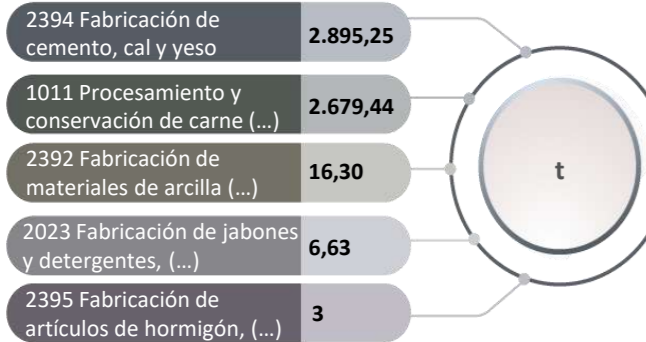 2394 Fabricación de
cemento, cal y yeso
2.895,25
1011 Procesamiento y
conservación de carne (...)
2.679,44
2392 Fabricación de
materiales de arcilla (...)
16,30
2023 Fabricación de jabones
y detergentes, (...)
6,63
2395 Fabricación de
artículos de hormigón, (...)
3
t